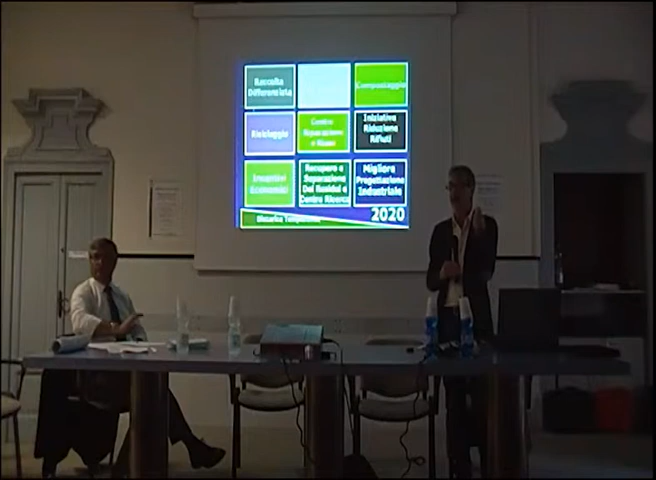 Raccolta
Differenziata
Compostaggio
Riciclaggio
Centro
Riparazione
e Riuso
Iniziative
Riduzione
Rifiuti
Incentivi
Economici
Recupero e
Separazione
Dei Residui e
Centro Ricerca
Migliore
Progettazione
Industriale
2020